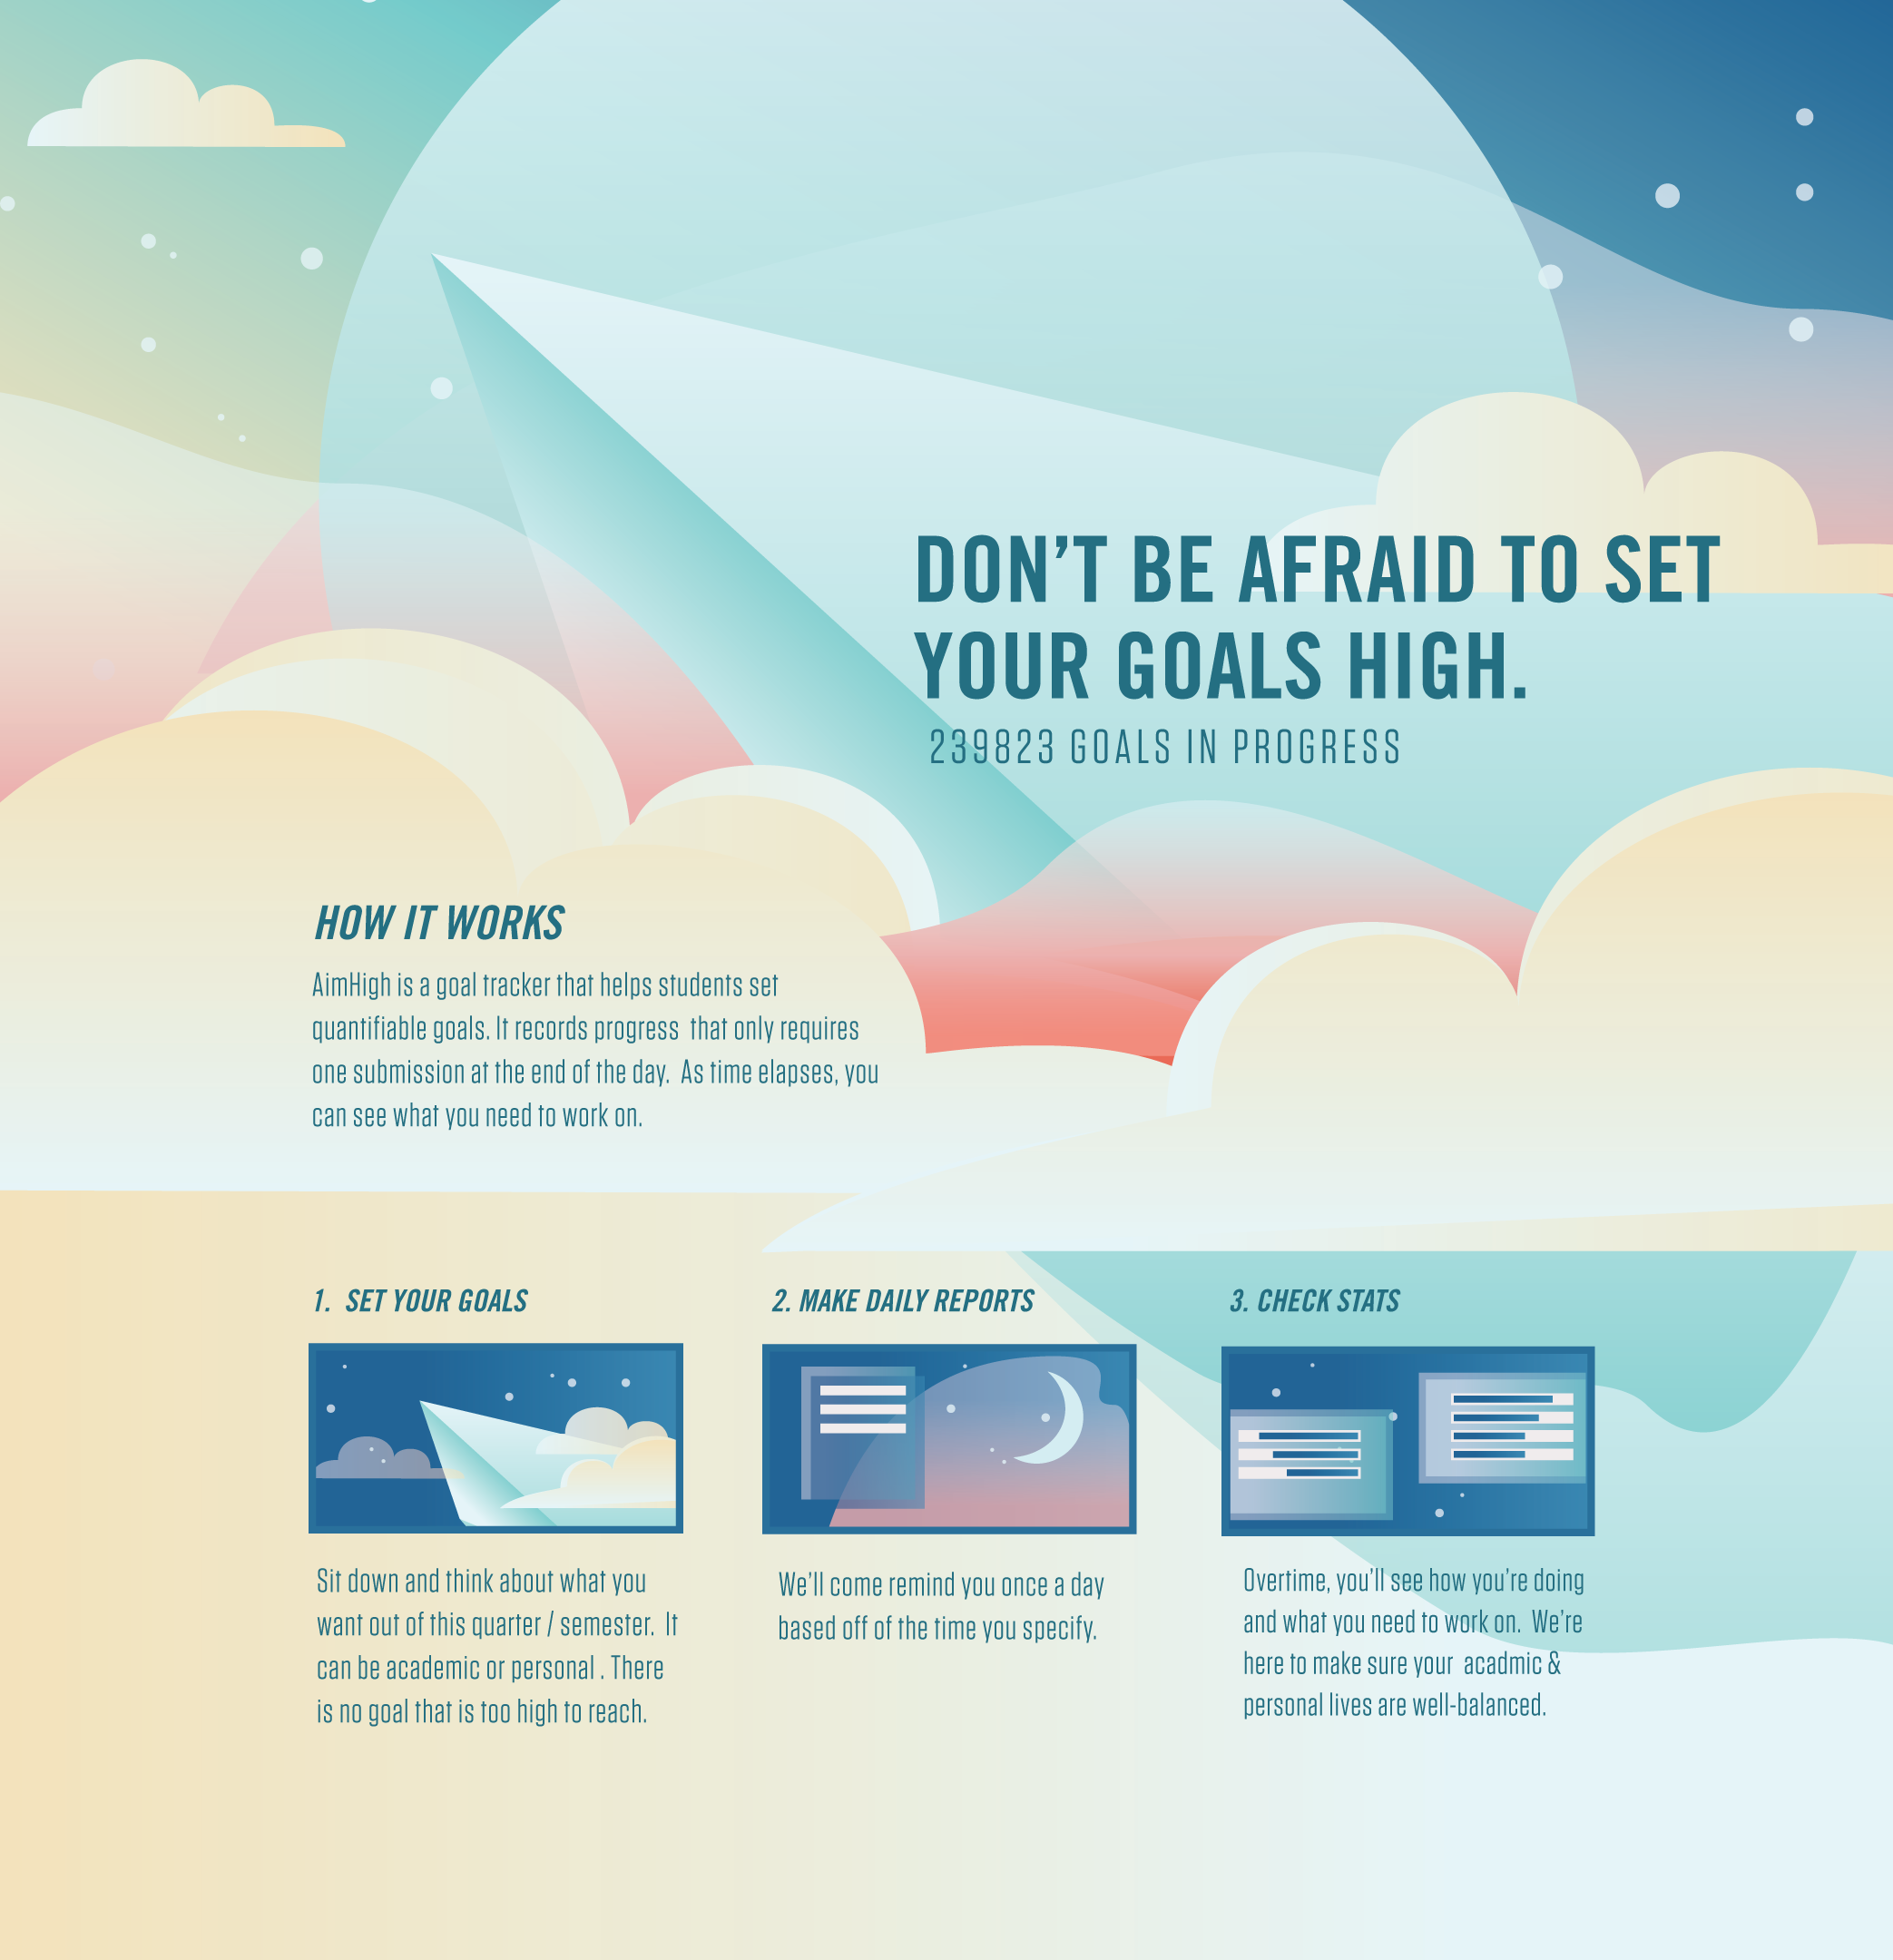 DON'T BE AFRAID TO SET
YOUR GOALS HIGH.
239823 GOALS IN PROGRESS
HOW IT WORKS
AimHigh is a goal tracker that helps students set
quantifiable goals. It records progress  that only requires
one submission at the end of the day.  As time elapses, you
can see what you need to work on.
1.  SET YOUR GOALS
Sit down and think about what you
want out of this quarter / semester.  It
can be academic or personal . There
is no goal that is too high to reach.
2. MAKE DAILY REPORTS
We'll come remind you once a day
based off of the time you specify.
3. CHECK STATS
Overtime, you'll see how you're doing
and what you need to work on.  We're
here to make sure your  acadmic &
personal lives are well-balanced.